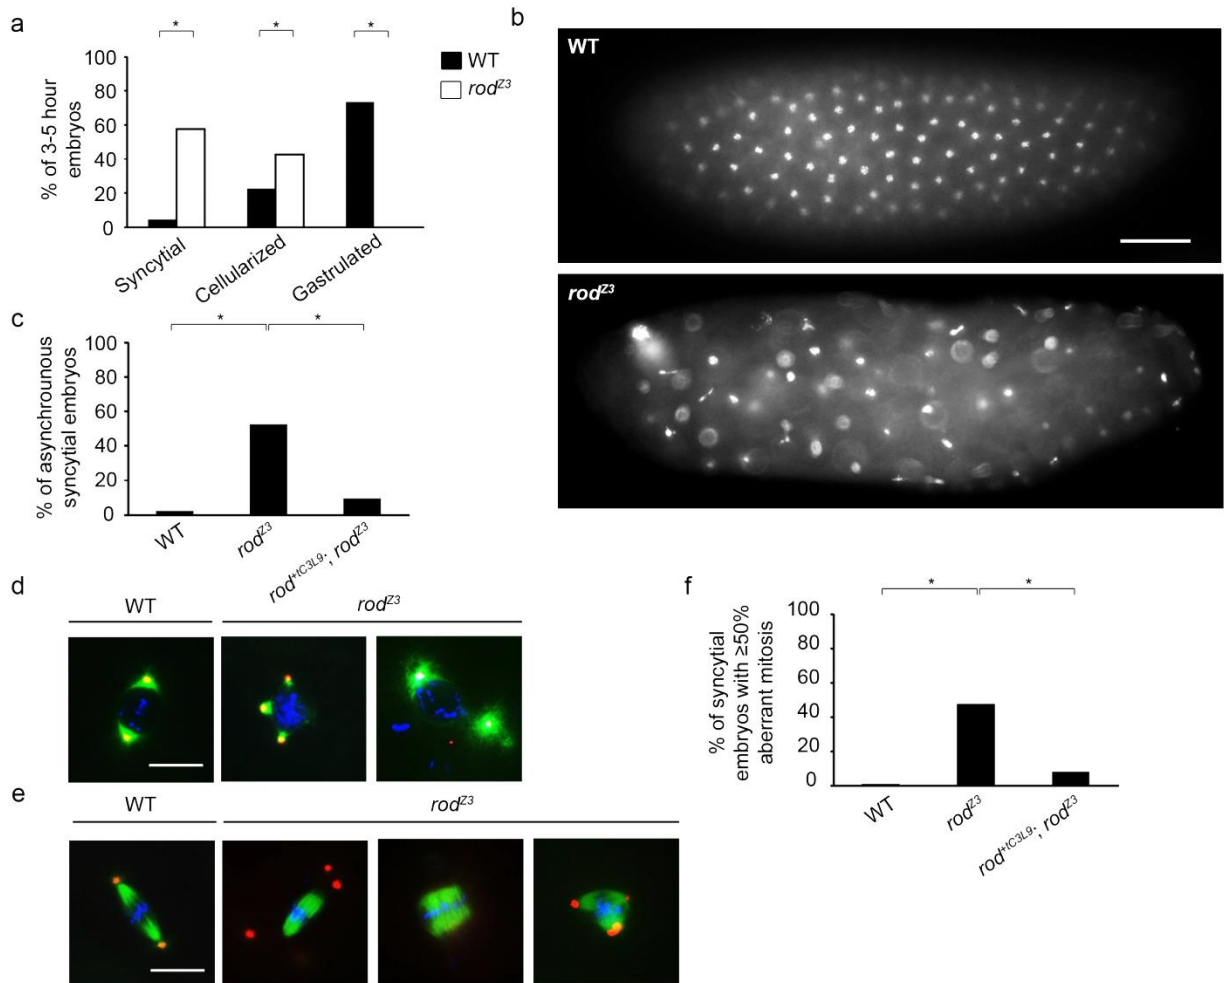 a
*
*
*
% of 3-5 hour
embryos
100
80
60
40
20
0
Syncytial
Cellularized
Gastrulated
WT
rodZ3
b
WT
rodZ3
c
*
*
% of asynchrounous
syncytial embryos
100
80
60
40
20
0
WT
rodZ3
rod+tC3L9;, rodZ3
d
WT
rodZ3
e
WT
rodZ3
f
*
*
% of syncytial
embryos with ≥50%
aberrant mitosis
100
80
60
40
20
0
WT
rodZ3
rod+tC3L9;, rodZ3